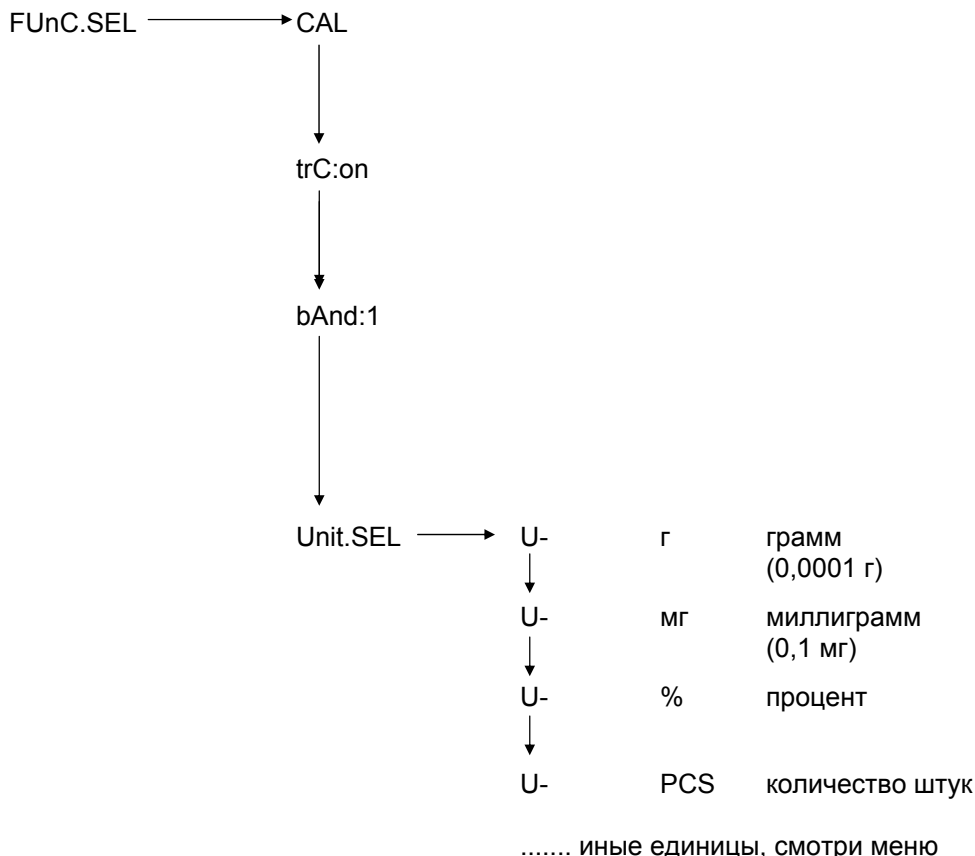 FUnC.SEL CAL
trC:on
bAnd:1
Unit.SEL U- г грамм
(0,0001 г)
U- мг миллиграмм
(0,1 мг)
U- % процент
U- PCS количество штук
....... иные единицы, смотри меню